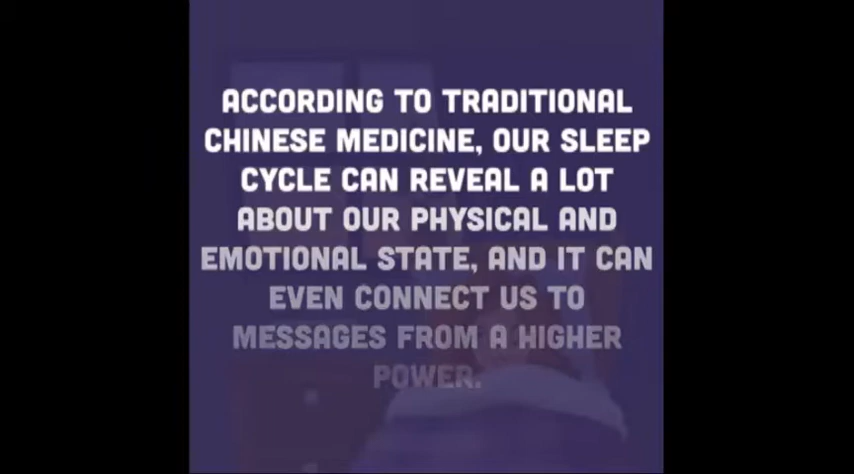 ACCORDING TO TRADITIONAL
CHINESE MEDICINE, OUR SLEEP
CYCLE CAN REVEAL A LOT
ABOUT OUR PHYSICAL AND
EMOTIONAL STATE, AND IT CAN
EVEN CONNECT US TO
MESSAGES FROM A HIGHER
POWER.